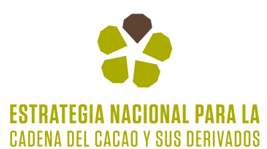 ESTRATEGIA NACIONAL PARA LA
CADENA DEL CACAO Y SUS DERIVADOS